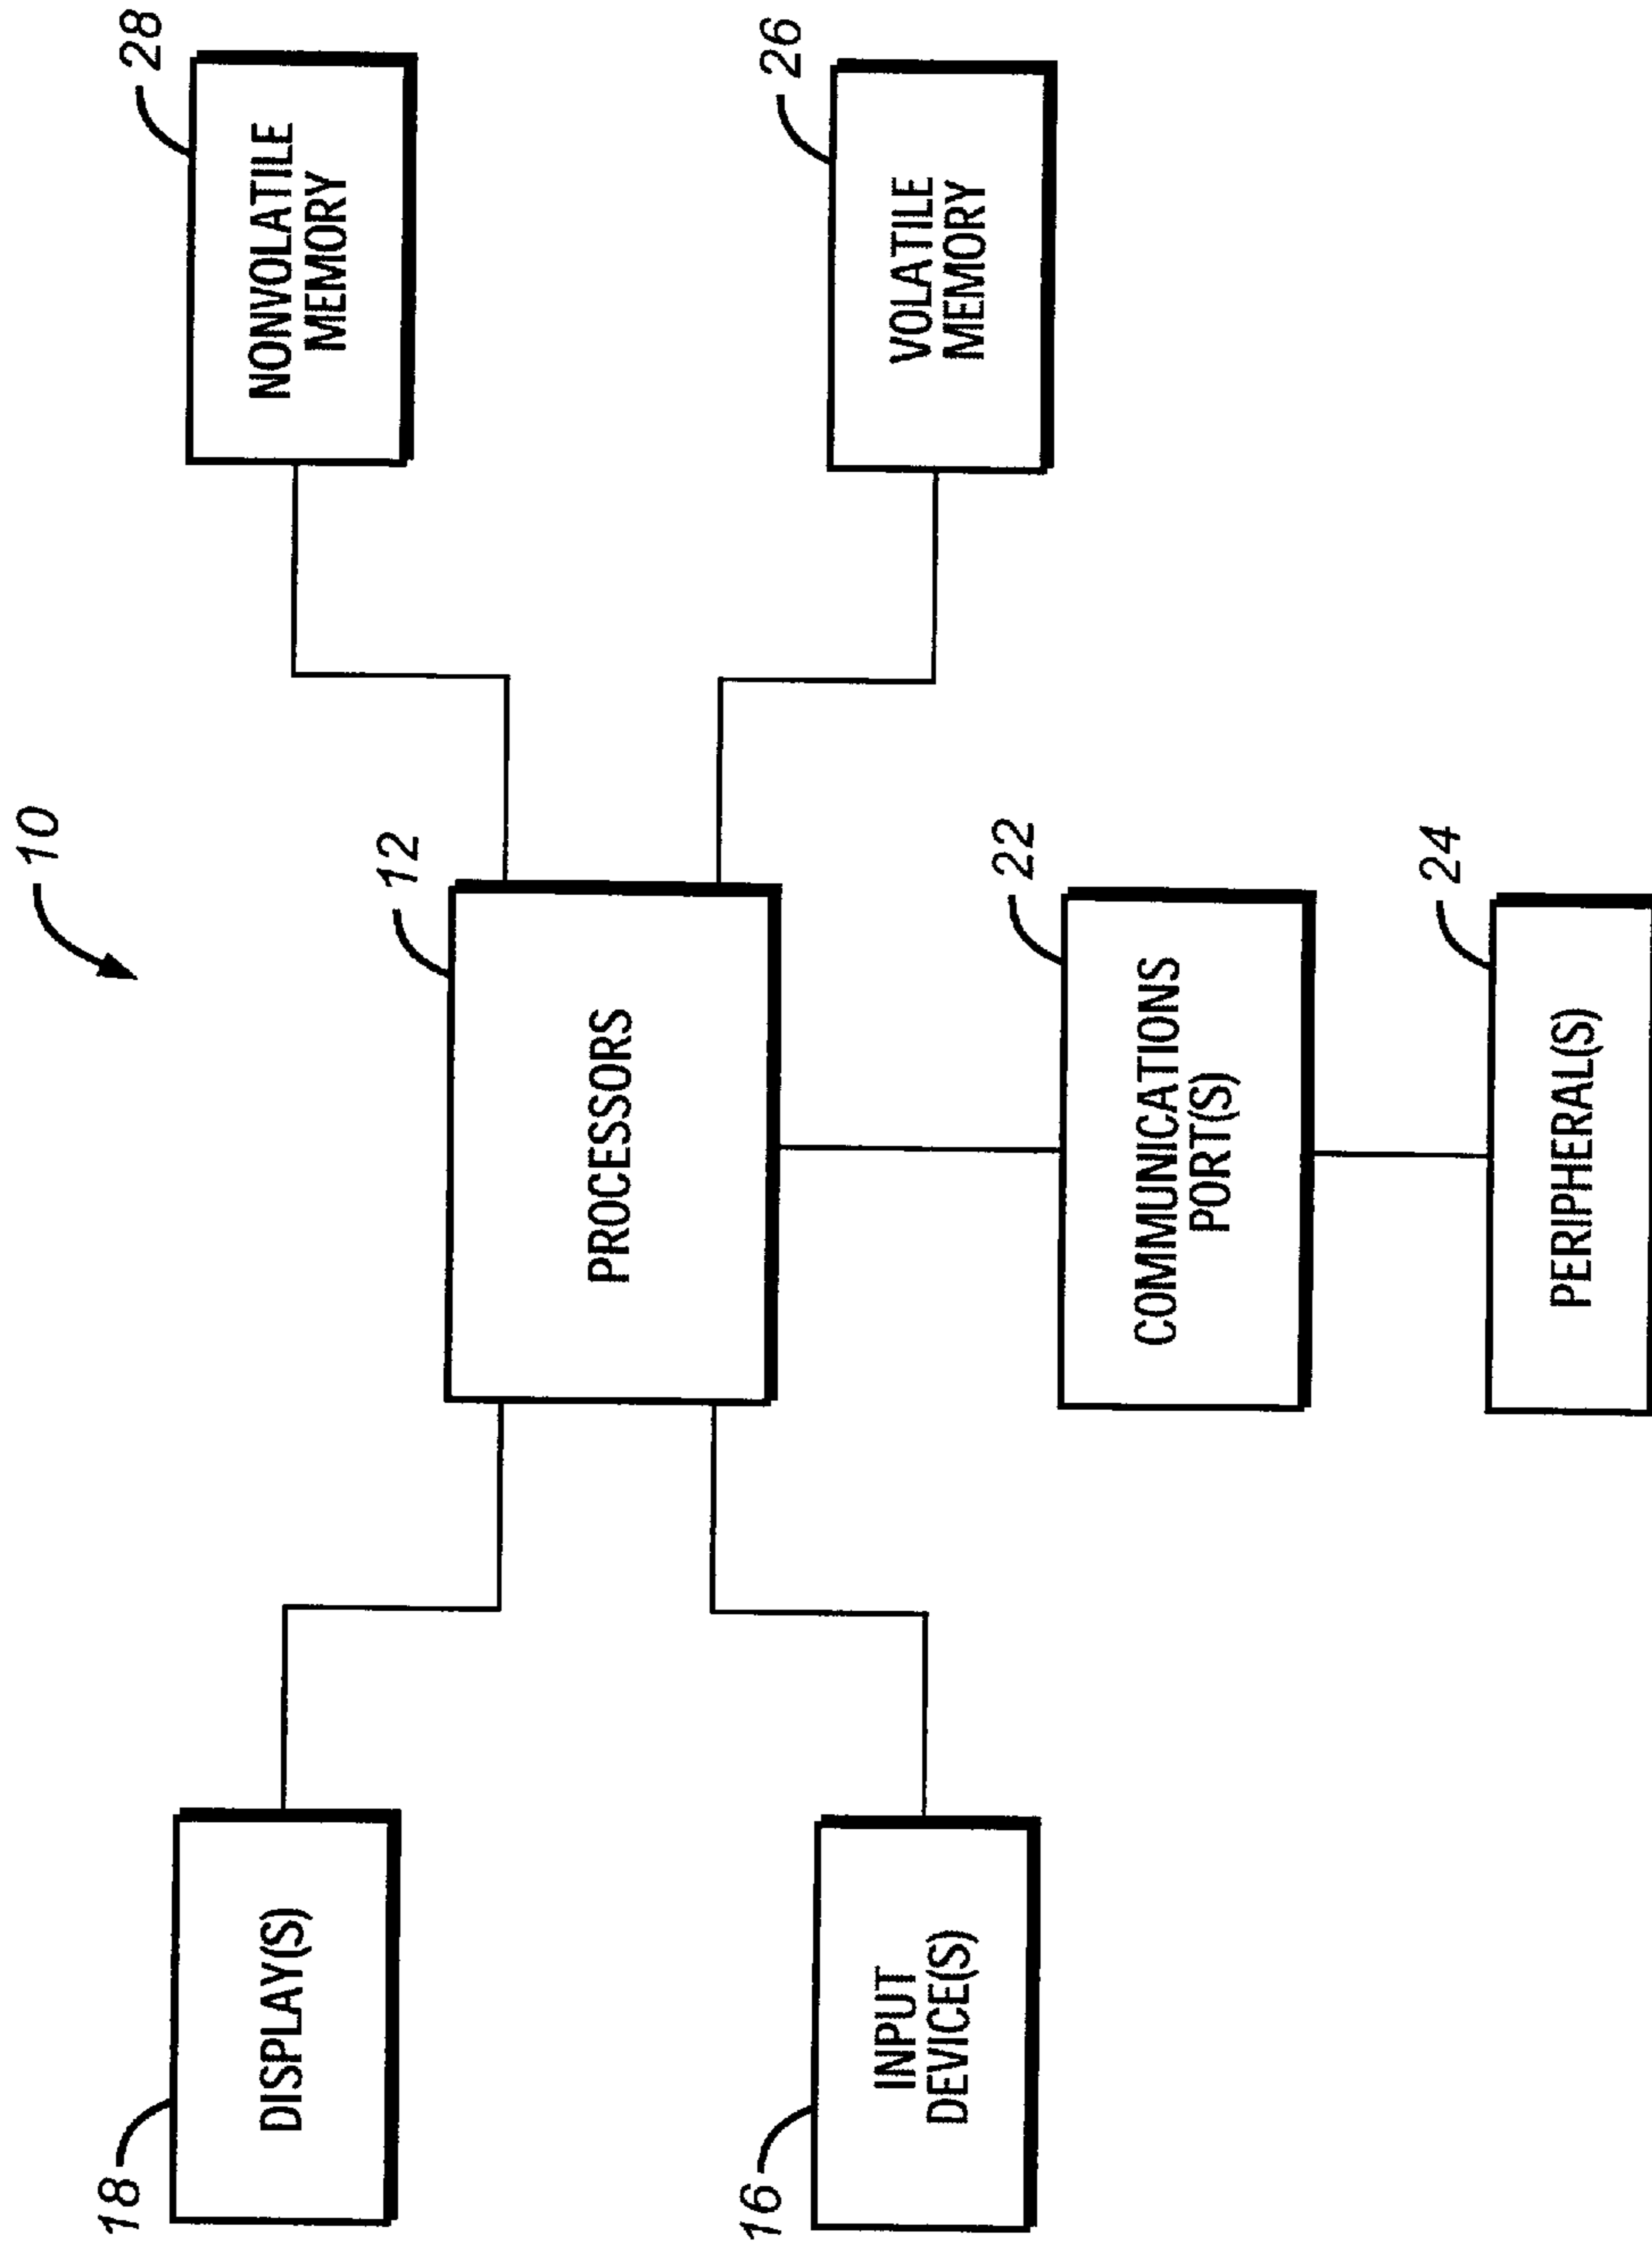 10
18
DISPLAY(S)
12
PROCESSORS
28
NONVOLATILE
MEMORY
16
INPUT
DEVICE(S)
22
COMMUNICATIONS
PORT(S)
26
VOLATILE
MEMORY
24
PERIPHERAL(S)